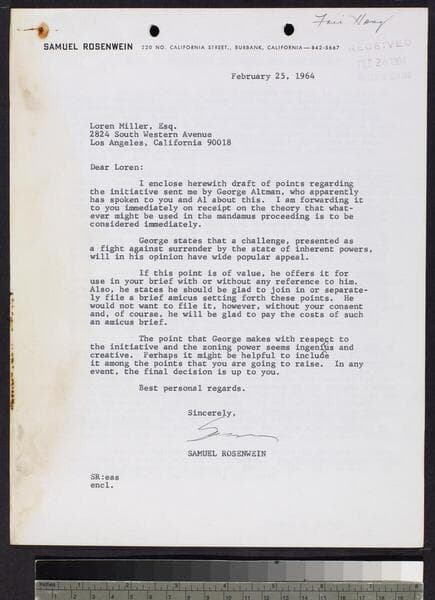 Fair Hsng
RECEIVED
FEB 26 1964
SAMUEL ROSENWEIN 220 NO. CALIFORNIA STREET, BURBANK, CALIFORNIA—842-5667
February 25, 1964
Loren Miller, Esq.
2824 South Western Avenue
Los Angeles, California 90018
Dear Loren:
I enclose herewith draft of points regarding
the initiative sent me by George Altman, who apparently
has spoken to you and Al about this. I am forwarding it
to you immediately on receipt on the theory that what-
ever might be used in the mandamus proceeding is to be
considered immediately.
George states that a challenge, presented as
a fight against surrender by the state of inherent powers,
will in his opinion have wide popular appeal.
If this point is of value, he offers it for
use in your brief with or without any reference to him.
Also, he states he should be glad to join in or separate-
ly file a brief amicus setting forth these points. He
would not want to file it, however, without your consent
and, of course, he will be glad to pay the costs of such
an amicus brief.
The point that George makes with respect to
the initiative and the zoning power seems ingenius and
creative. Perhaps it might be helpful to include
it among the points that you are going to raise. In any
event, the final decision is up to you.
Best personal regards.
Sincerely,
SAMUEL ROSENWEIN
SR:eas
encl.